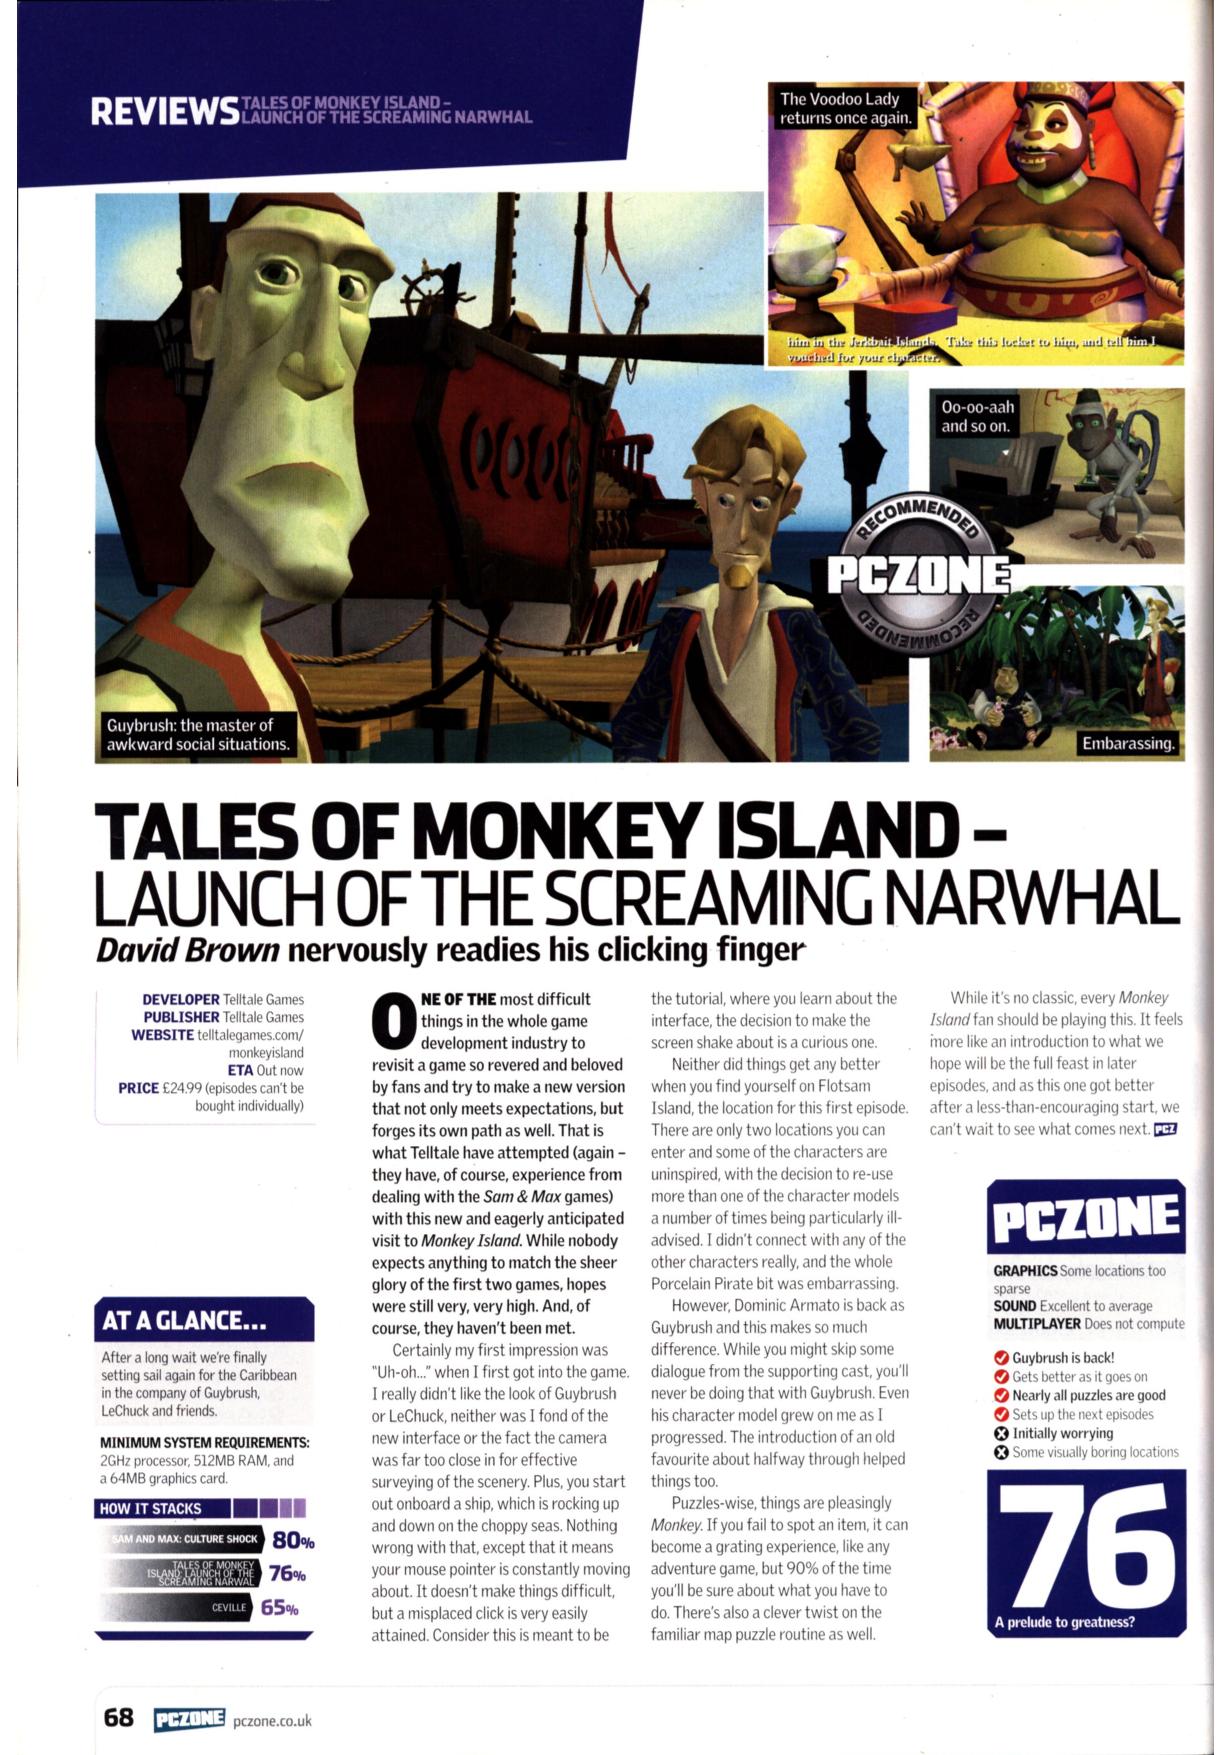 REVIEWS TALES OF MONKEY ISLAND –
LAUNCH OF THE SCREAMING NARWHAL
The Voodoo Lady
returns once again.
him in the Jerkbait Islands. Take this locket to him, and tell him I
vouched for your character.
Oo-oo-aah
and so on.
RECOMMENDED
PCZONE
RECOMMENDED
Guybrush: the master of
awkward social situations.
Embarassing.
TALES OF MONKEY ISLAND –
LAUNCH OF THE SCREAMING NARWHAL
David Brown nervously readies his clicking finger
DEVELOPER Telltale Games
PUBLISHER Telltale Games
WEBSITE telltalegames.com/
monkeyisland
ETA Out now
PRICE £24.99 (episodes can't be
bought individually)
AT A GLANCE...
After a long wait we're finally
setting sail again for the Caribbean
in the company of Guybrush,
LeChuck and friends.
MINIMUM SYSTEM REQUIREMENTS:
2GHz processor, 512MB RAM, and
a 64MB graphics card.
HOW IT STACKS
SAM AND MAX: CULTURE SHOCK 80%
TALES OF MONKEY
ISLAND: LAUNCH OF THE
SCREAMING NARWAL 76%
CEVILLE 65%
ONE OF THE most difficult
things in the whole game
development industry to
revisit a game so revered and beloved
by fans and try to make a new version
that not only meets expectations, but
forges its own path as well. That is
what Telltale have attempted (again –
they have, of course, experience from
dealing with the Sam & Max games)
with this new and eagerly anticipated
visit to Monkey Island. While nobody
expects anything to match the sheer
glory of the first two games, hopes
were still very, very high. And, of
course, they haven't been met.
Certainly my first impression was
"Uh-oh..." when I first got into the game.
I really didn't like the look of Guybrush
or LeChuck, neither was I fond of the
new interface or the fact the camera
was far too close in for effective
surveying of the scenery. Plus, you start
out onboard a ship, which is rocking up
and down on the choppy seas. Nothing
wrong with that, except that it means
your mouse pointer is constantly moving
about. It doesn't make things difficult,
but a misplaced click is very easily
attained. Consider this is meant to be
the tutorial, where you learn about the
interface, the decision to make the
screen shake about is a curious one.
Neither did things get any better
when you find yourself on Flotsam
Island, the location for this first episode.
There are only two locations you can
enter and some of the characters are
uninspired, with the decision to re-use
more than one of the character models
a number of times being particularly ill-
advised. I didn't connect with any of the
other characters really, and the whole
Porcelain Pirate bit was embarrassing.
However, Dominic Armato is back as
Guybrush and this makes so much
difference. While you might skip some
dialogue from the supporting cast, you'll
never be doing that with Guybrush. Even
his character model grew on me as I
progressed. The introduction of an old
favourite about halfway through helped
things too.
Puzzles-wise, things are pleasingly
Monkey. If you fail to spot an item, it can
become a grating experience, like any
adventure game, but 90% of the time
you'll be sure about what you have to
do. There's also a clever twist on the
familiar map puzzle routine as well.
While it's no classic, every Monkey
Island fan should be playing this. It feels
more like an introduction to what we
hope will be the full feast in later
episodes, and as this one got better
after a less-than-encouraging start, we
can't wait to see what comes next. PCZ
PCZONE
GRAPHICS Some locations too
sparse
SOUND Excellent to average
MULTIPLAYER Does not compute
Guybrush is back!
Gets better as it goes on
Nearly all puzzles are good
Sets up the next episodes
Initially worrying
Some visually boring locations
76
A prelude to greatness?
68 PCZONE pczone.co.uk